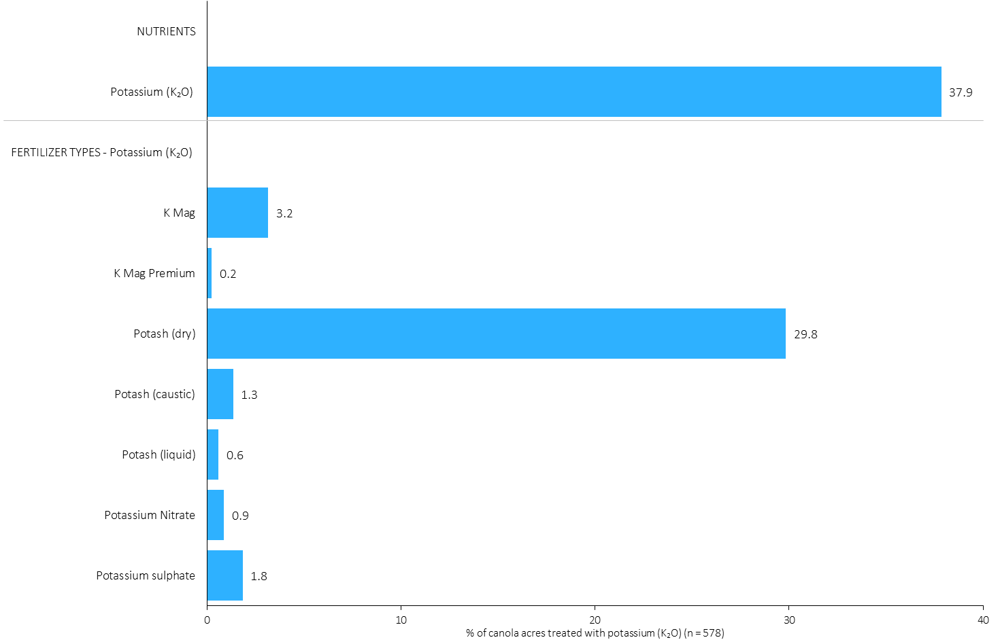 NUTRIENTS
Potassium (K₂O)
37.9
FERTILIZER TYPES - Potassium (K₂O)
K Mag
3.2
K Mag Premium
0.2
Potash (dry)
29.8
Potash (caustic)
1.3
Potash (liquid)
0.6
Potassium Nitrate
0.9
Potassium sulphate
1.8
0 10 20 30 40
% of canola acres treated with potassium (K₂O) (n = 578)